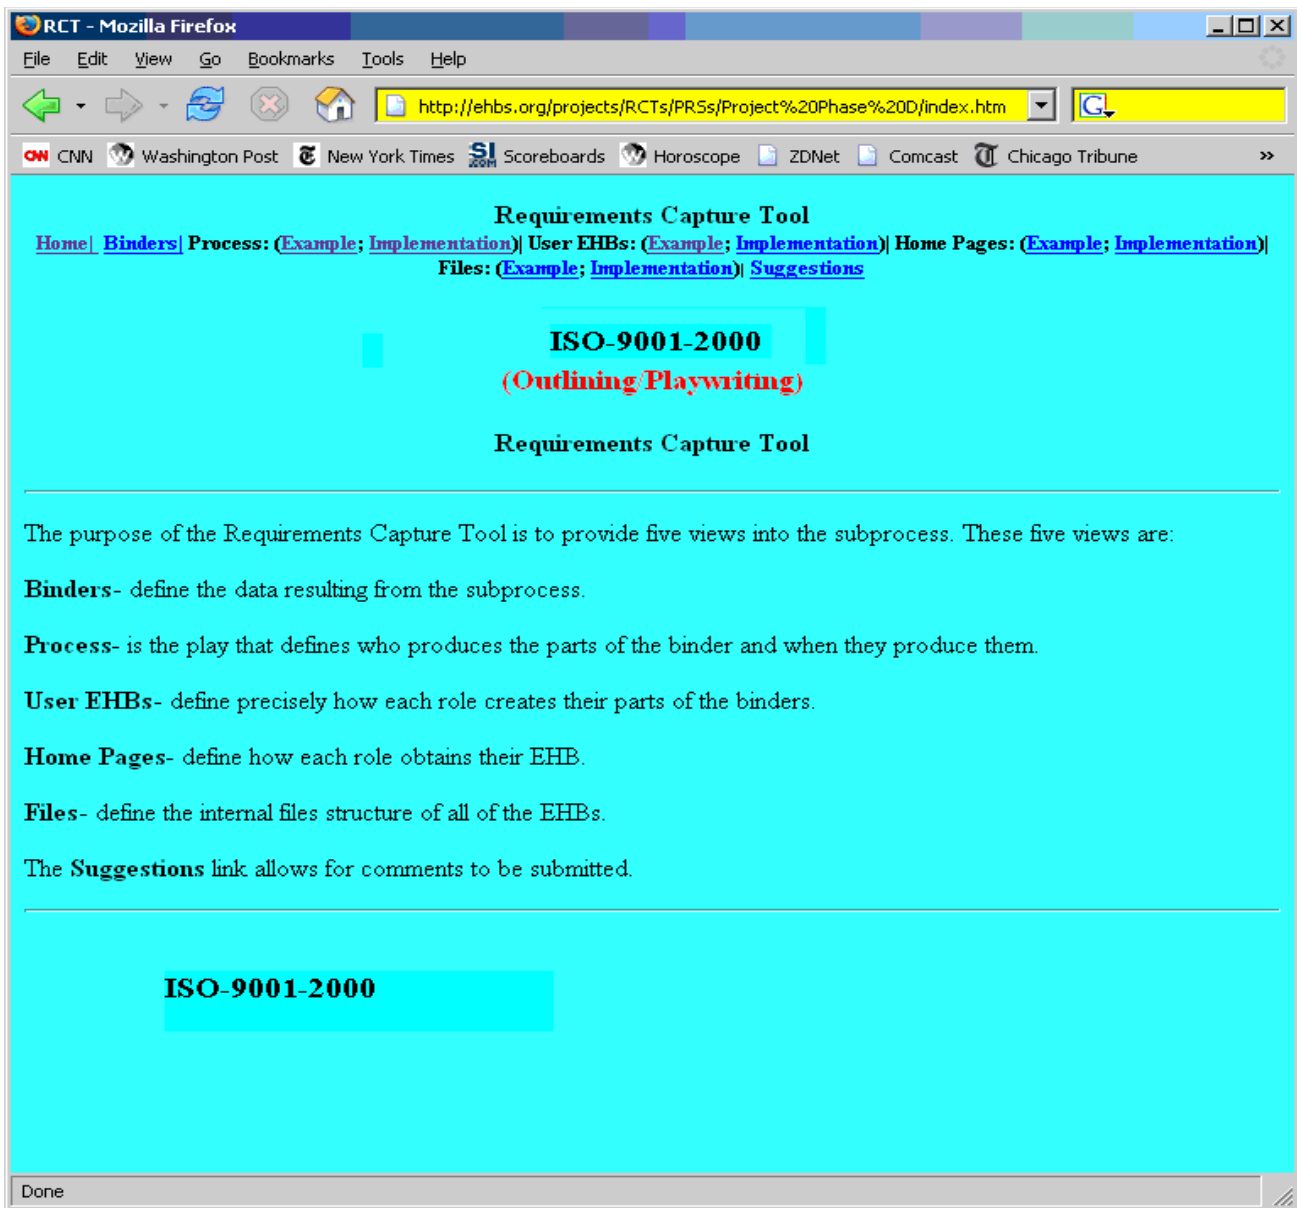 RCT - Mozilla Firefox
File Edit View Go Bookmarks Tools Help
http://ehbs.org/projects/RCTs/PRSs/Project%20Phase%20D/index.htm G
CNN CNN Washington Post New York Times SI.COM Scoreboards Horoscope ZDNet Comcast Chicago Tribune »
Requirements Capture Tool
Home| Binders| Process: (Example; Implementation)| User EHBs: (Example; Implementation)| Home Pages: (Example; Implementation)|
Files: (Example; Implementation)| Suggestions
ISO-9001-2000
(Outlining/Playwriting)
Requirements Capture Tool
The purpose of the Requirements Capture Tool is to provide five views into the subprocess. These five views are:
Binders- define the data resulting from the subprocess.
Process- is the play that defines who produces the parts of the binder and when they produce them.
User EHBs- define precisely how each role creates their parts of the binders.
Home Pages- define how each role obtains their EHB.
Files- define the internal files structure of all of the EHBs.
The Suggestions link allows for comments to be submitted.
ISO-9001-2000
Done